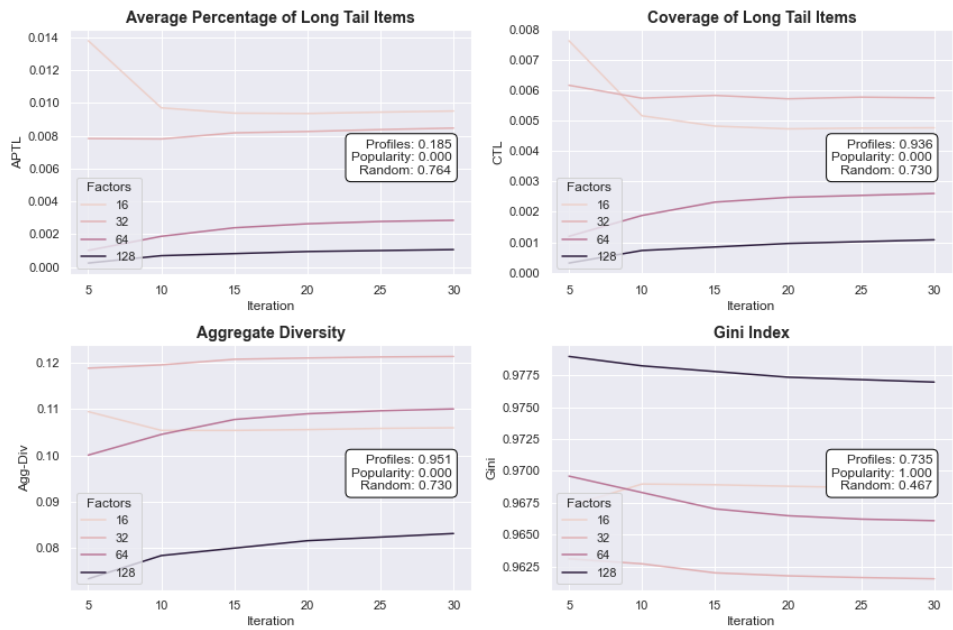 Average Percentage of Long Tail Items
0.014
0.012
0.010
0.008
0.006
0.004
0.002
0.000
APTL
Profiles: 0.185
Popularity: 0.000
Random: 0.764
Factors
16
32
64
128
5 10 15 20 25 30
Iteration
Coverage of Long Tail Items
0.008
0.007
0.006
0.005
0.004
0.003
0.002
0.001
0.000
CTL
Profiles: 0.936
Popularity: 0.000
Random: 0.730
Factors
16
32
64
128
5 10 15 20 25 30
Iteration
Aggregate Diversity
0.12
0.11
0.10
0.09
0.08
Agg-Div
Profiles: 0.951
Popularity: 0.000
Random: 0.730
Factors
16
32
64
128
5 10 15 20 25 30
Iteration
Gini Index
0.9775
0.9750
0.9725
0.9700
0.9675
0.9650
0.9625
Gini
Profiles: 0.735
Popularity: 1.000
Random: 0.467
Factors
16
32
64
128
5 10 15 20 25 30
Iteration